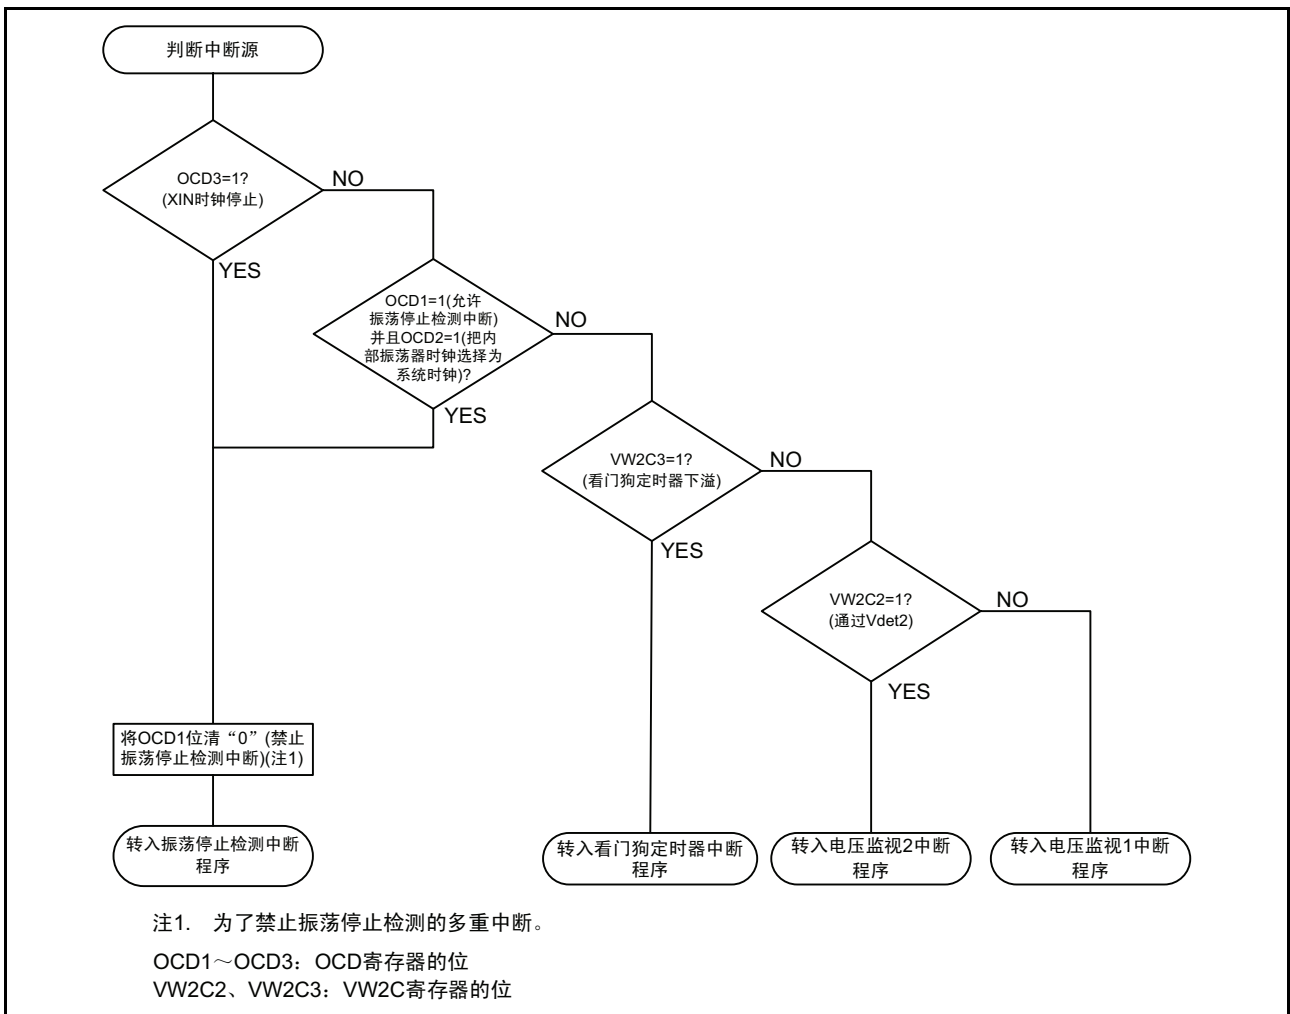 判断中断源
OCD3=1?
(XIN时钟停止)
NO
YES
OCD1=1(允许
振荡停止检测中断)
并且OCD2=1(把内
部振荡器时钟选择为
系统时钟)?
NO
YES
VW2C3=1?
(看门狗定时器下溢)
NO
YES
VW2C2=1?
(通过Vdet2)
NO
YES
将OCD1位清“0”(禁止
振荡停止检测中断)(注1)
转入振荡停止检测中断
程序
转入看门狗定时器中断
程序
转入电压监视2中断
程序
转入电压监视1中断
程序
注1. 为了禁止振荡停止检测的多重中断。
OCD1～OCD3：OCD寄存器的位
VW2C2、VW2C3：VW2C寄存器的位